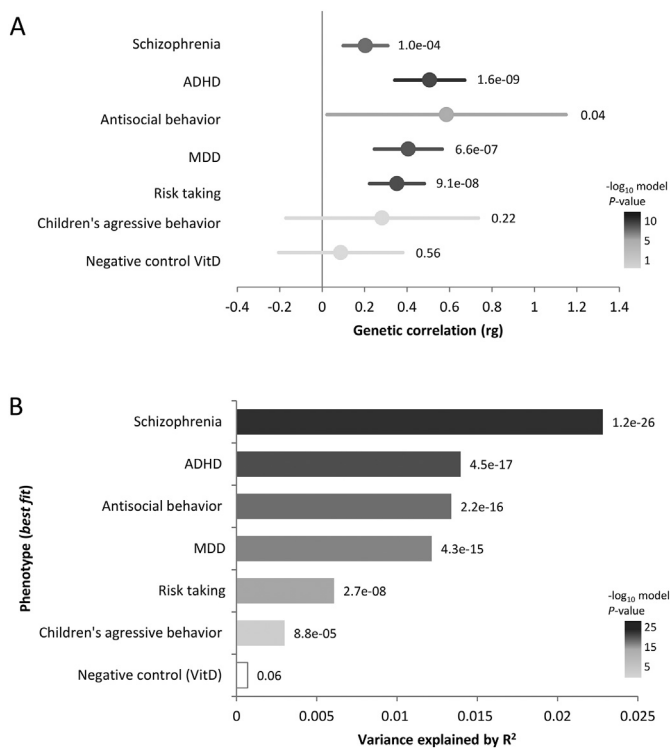 A
Schizophrenia
1.0e-04
ADHD
1.6e-09
Antisocial behavior
0.04
MDD
6.6e-07
Risk taking
9.1e-08
Children's agressive behavior
0.22
Negative control VitD
0.56
-log10 model
P-value
10
5
1
-0.4 -0.2 0 0.2 0.4 0.6 0.8 1 1.2 1.4
Genetic correlation (rg)
B
Phenotype (best fit)
Schizophrenia
1.2e-26
ADHD
4.5e-17
Antisocial behavior
2.2e-16
MDD
4.3e-15
Risk taking
2.7e-08
Children's agressive behavior
8.8e-05
Negative control (VitD)
0.06
-log10 model
P-value
25
15
5
0 0.005 0.01 0.015 0.02 0.025
Variance explained by R²